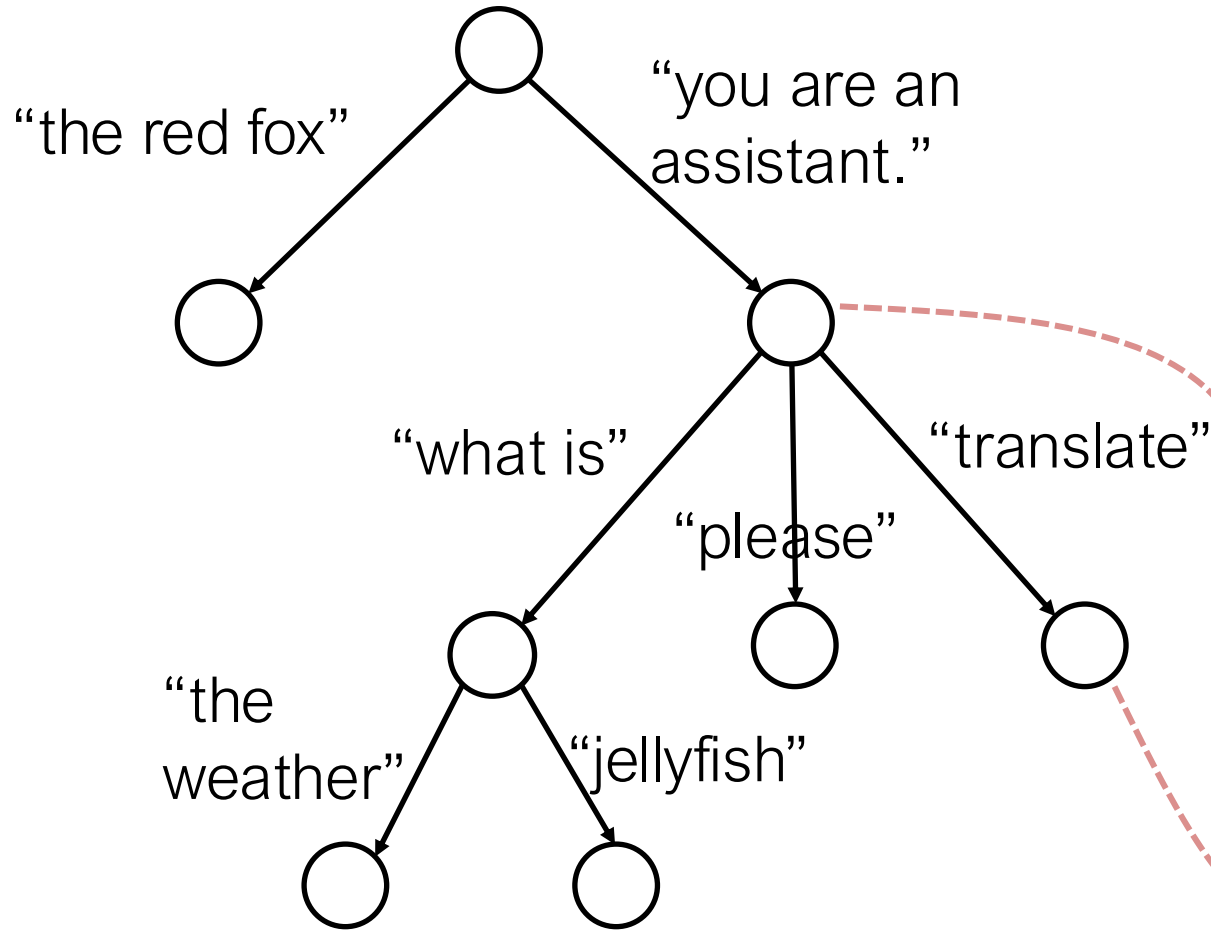 “you are an
assistant.”
“the red fox”
“what is”
“translate”
“please”
“the
weather”
“jellyfish”